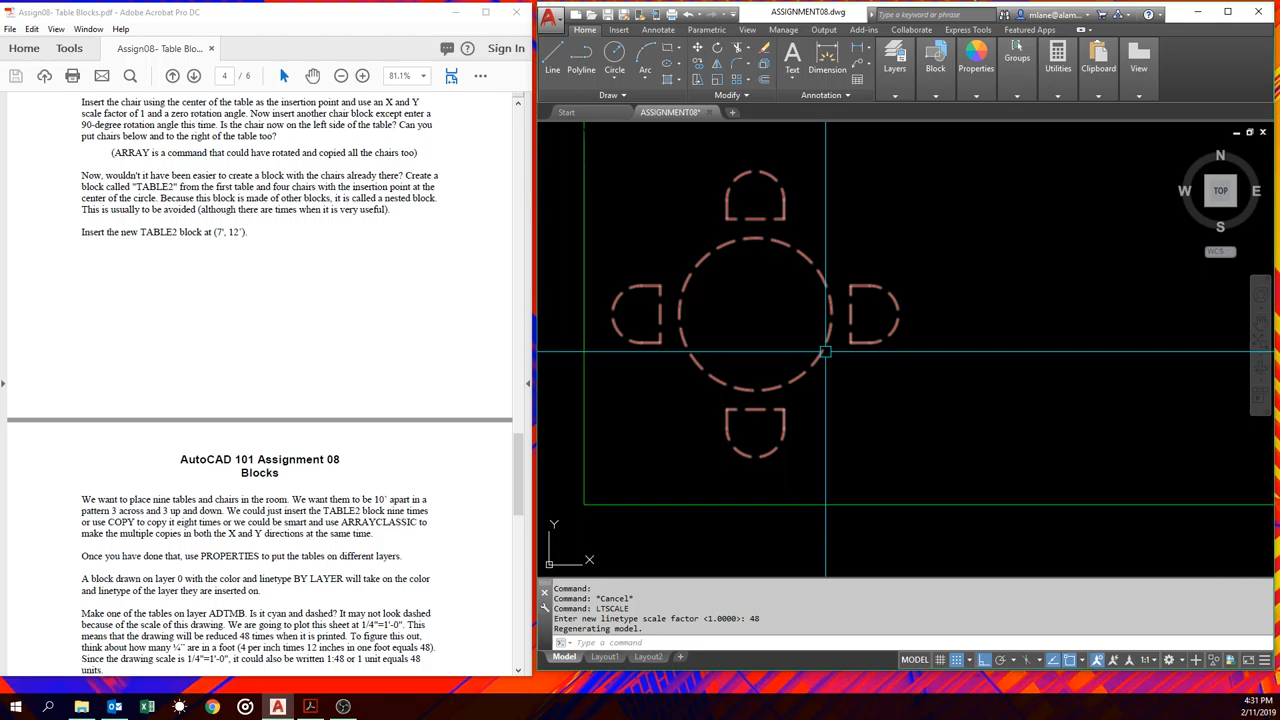 Assign08- Table Blocks.pdf - Adobe Acrobat Pro DC
File Edit View Window Help
Home Tools Assign08- Table Blo... × Sign In
4 / 6 81.1%
Insert the chair using the center of the table as the insertion point and use an X and Y
scale factor of 1 and a zero rotation angle. Now insert another chair block except enter a
90-degree rotation angle this time. Is the chair now on the left side of the table? Can you
put chairs below and to the right of the table too?
(ARRAY is a command that could have rotated and copied all the chairs too)
Now, wouldn't it have been easier to create a block with the chairs already there? Create a
block called "TABLE2" from the first table and four chairs with the insertion point at the
center of the circle. Because this block is made of other blocks, it is called a nested block.
This is usually to be avoided (although there are times when it is very useful).
Insert the new TABLE2 block at (7', 12').
AutoCAD 101 Assignment 08
Blocks
We want to place nine tables and chairs in the room. We want them to be 10' apart in a
pattern 3 across and 3 up and down. We could just insert the TABLE2 block nine times
or use COPY to copy it eight times or we could be smart and use ARRAYCLASSIC to
make the multiple copies in both the X and Y directions at the same time.
Once you have done that, use PROPERTIES to put the tables on different layers.
A block drawn on layer 0 with the color and linetype BY LAYER will take on the color
and linetype of the layer they are inserted on.
Make one of the tables on layer ADTMB. Is it cyan and dashed? It may not look dashed
because of the scale of this drawing. We are going to plot this sheet at 1/4"=1'-0". This
means that the drawing will be reduced 48 times when it is printed. To figure this out,
think about how many ¼" are in a foot (4 per inch times 12 inches in one foot equals 48).
Since the drawing scale is 1/4"=1'-0", it could also be written 1:48 or 1 unit equals 48
units.
ASSIGNMENT08.dwg Type a keyword or phrase mlane@alam...
Home Insert Annotate Parametric View Manage Output Add-ins Collaborate Express Tools Featured Apps
Line Polyline Circle Arc Move Text Dimension Layers Block Properties Groups Utilities Clipboard View
Draw Modify Annotation
Start ASSIGNMENT08*
N
W TOP E
S
WCS
Y
X
Command:
Command: *Cancel*
Command: LTSCALE
Enter new linetype scale factor <1.0000>: 48
Regenerating model.
Type a command
Model Layout1 Layout2 +
MODEL 1:1
4:31 PM
2/11/2019